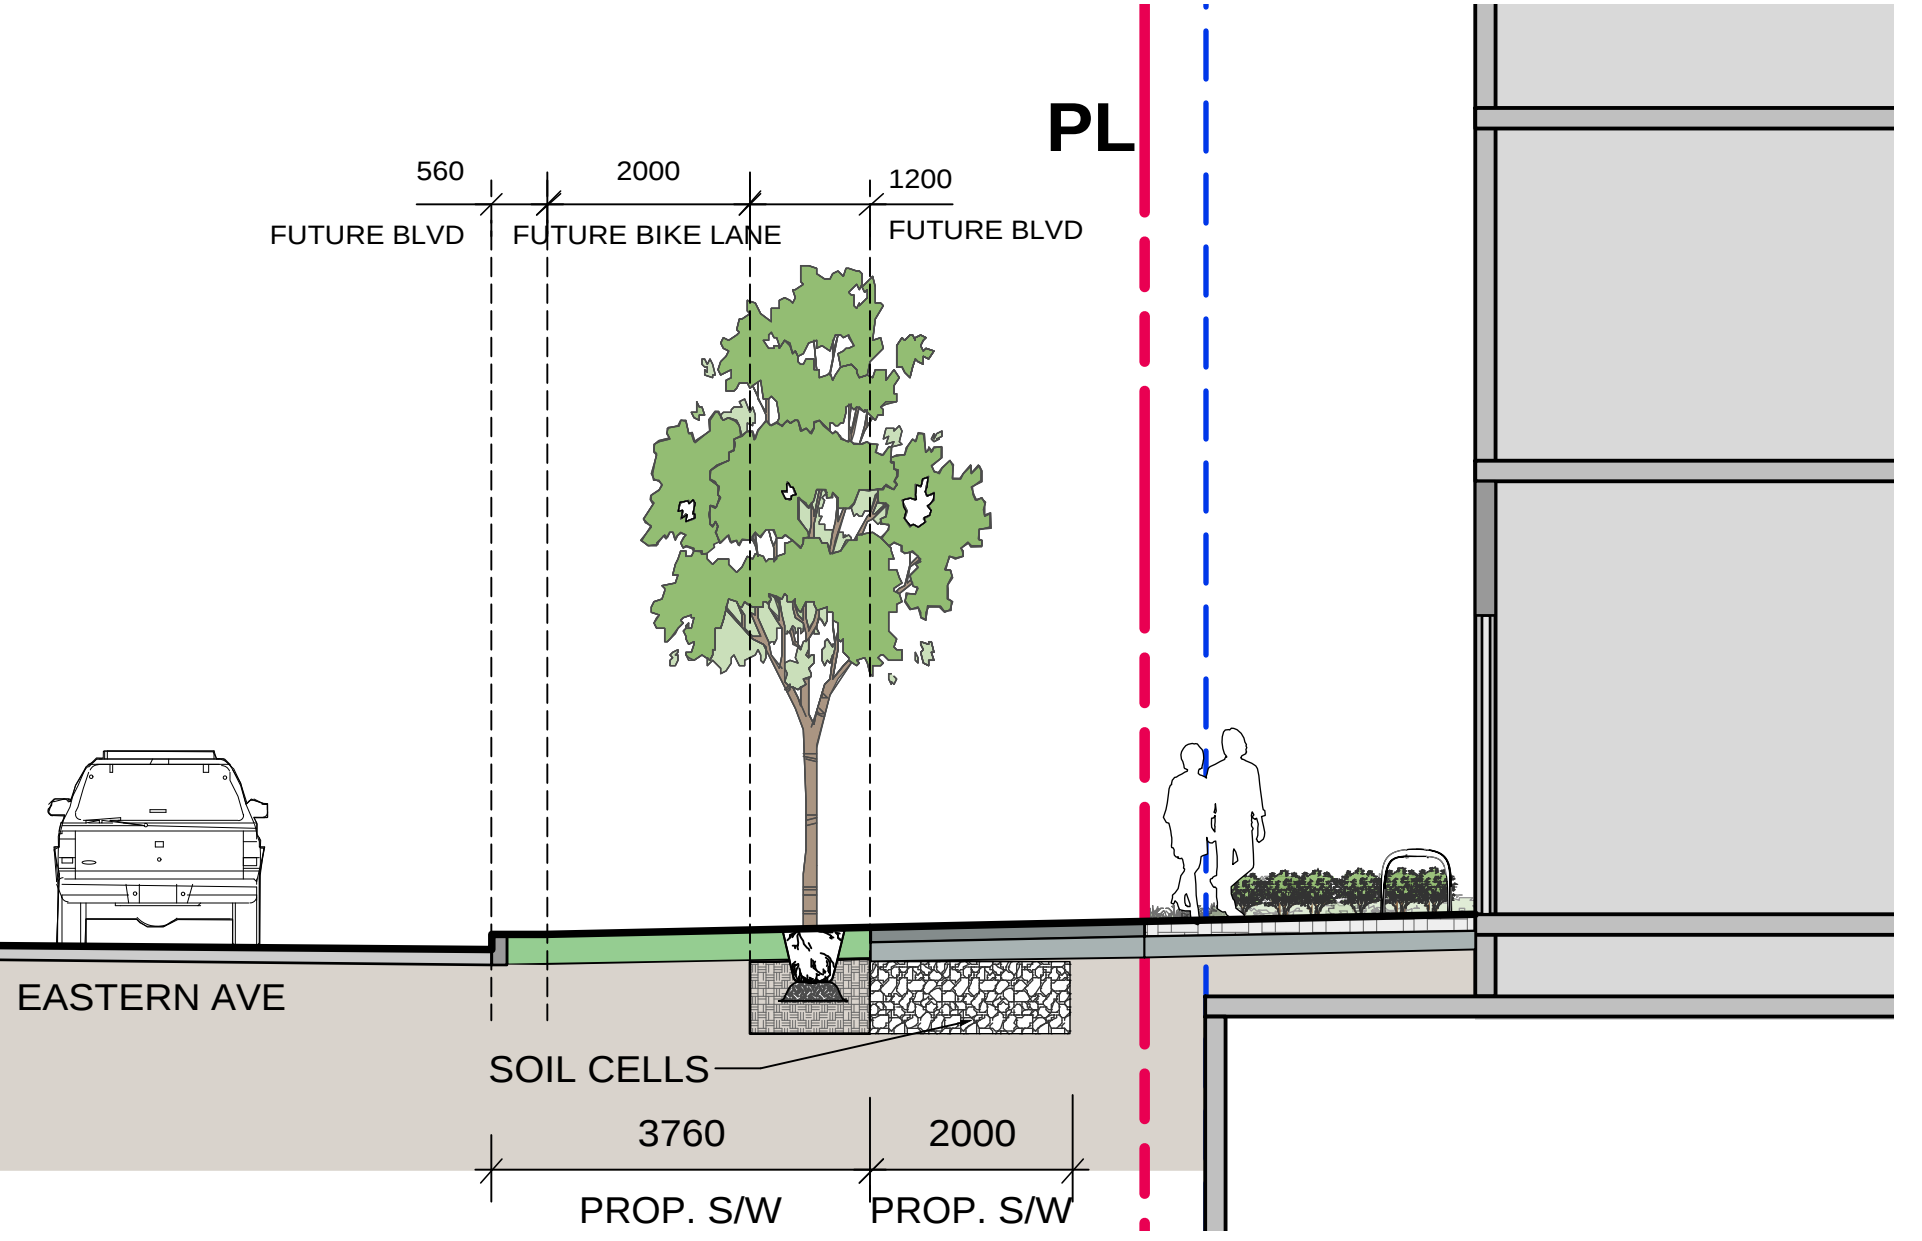 PL
560
2000
1200
FUTURE BLVD
FUTURE BIKE LANE
FUTURE BLVD
EASTERN AVE
SOIL CELLS
3760
2000
PROP. S/W
PROP. S/W